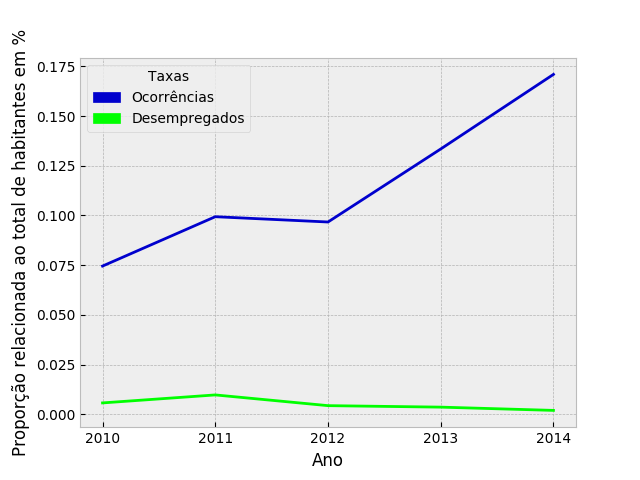 Proporção relacionada ao total de habitantes em %
0.175
0.150
0.125
0.100
0.075
0.050
0.025
0.000
Taxas
Ocorrências
Desempregados
2010 2011 2012 2013 2014
Ano